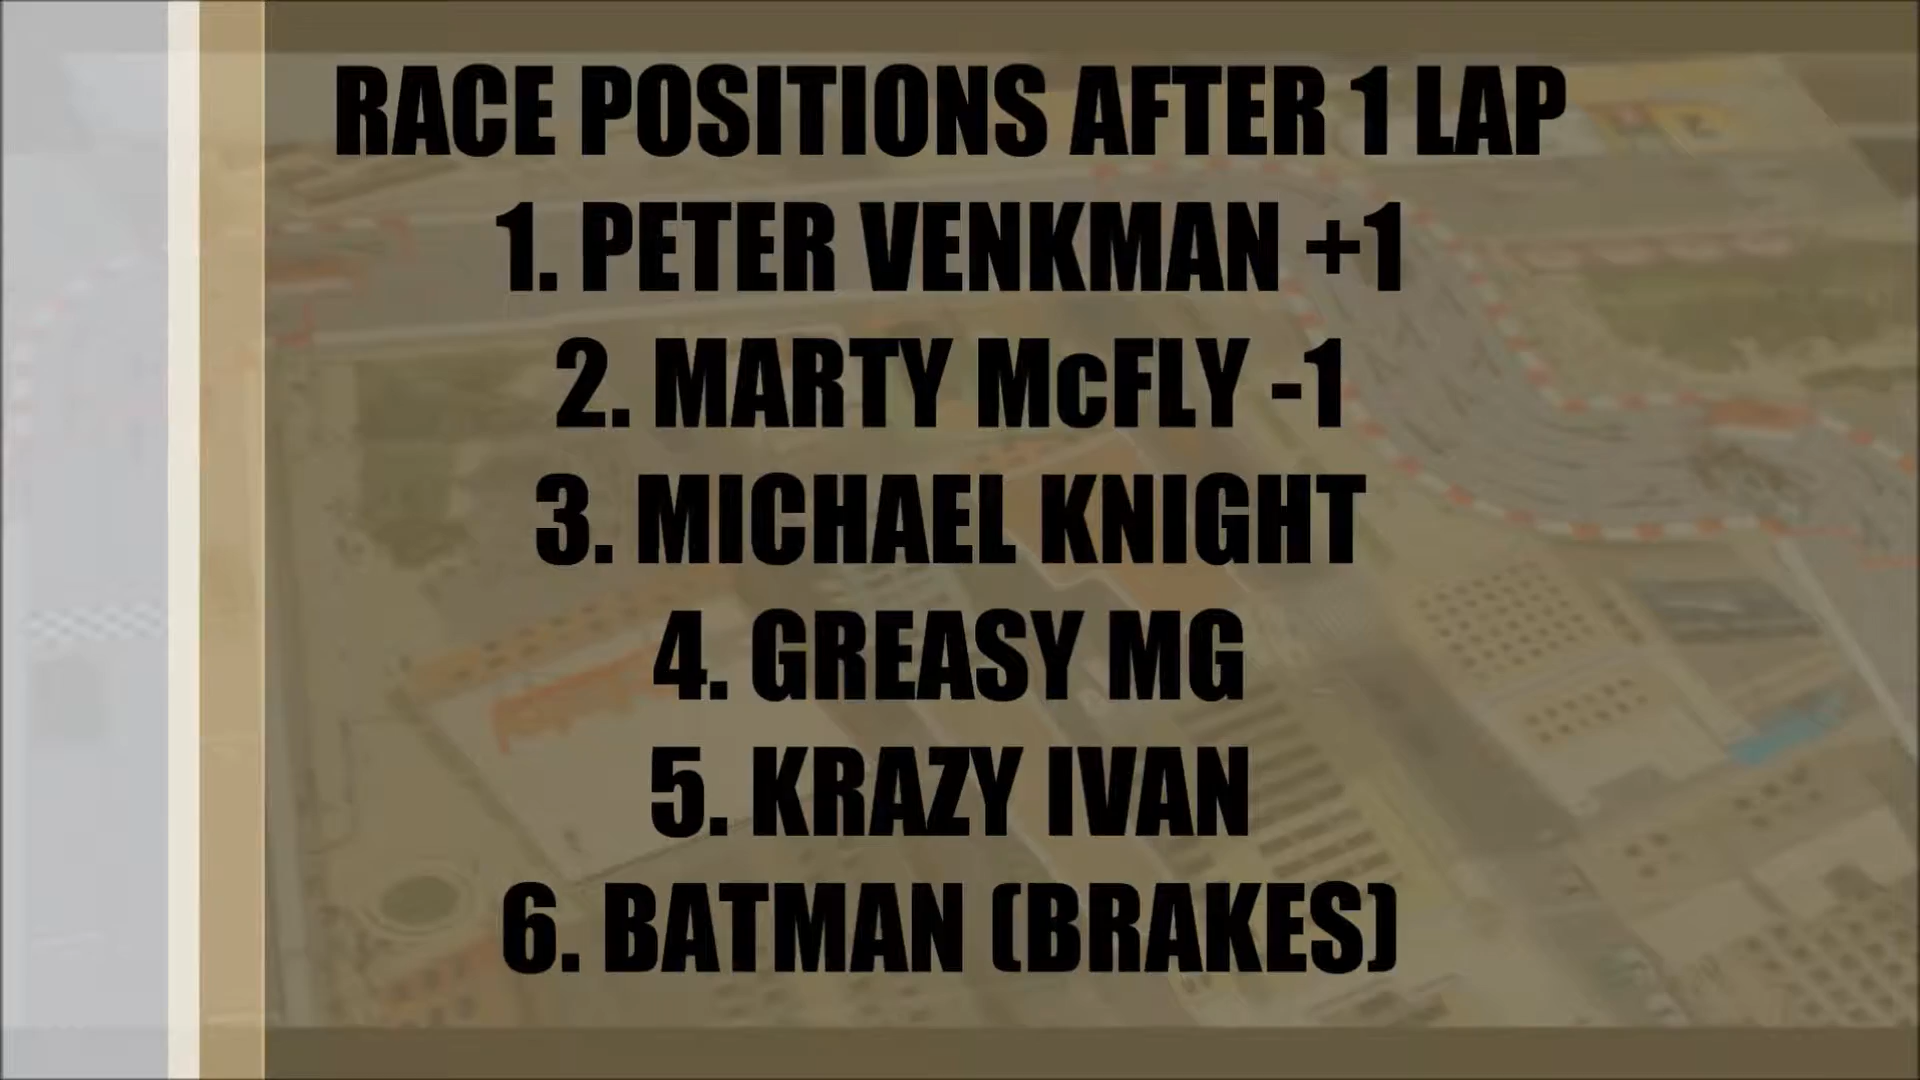 RACE POSITIONS AFTER 1 LAP
1. PETER VENKMAN +1
2. MARTY McFLY -1
3. MICHAEL KNIGHT
4. GREASY MG
5. KRAZY IVAN
6. BATMAN (BRAKES)